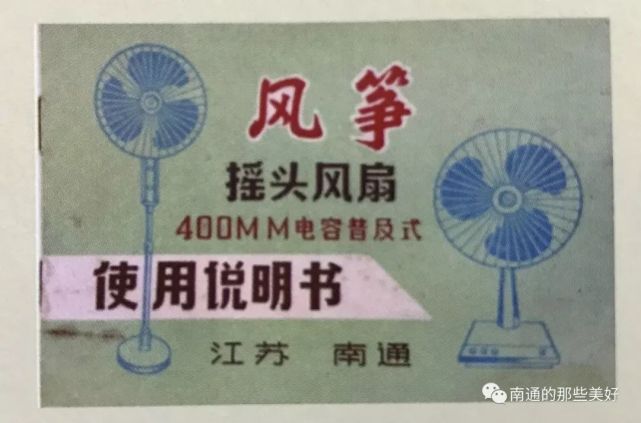 风筝
摇头风扇
400MM电容普及式
使用说明书
江苏 南通
南通的那些美好